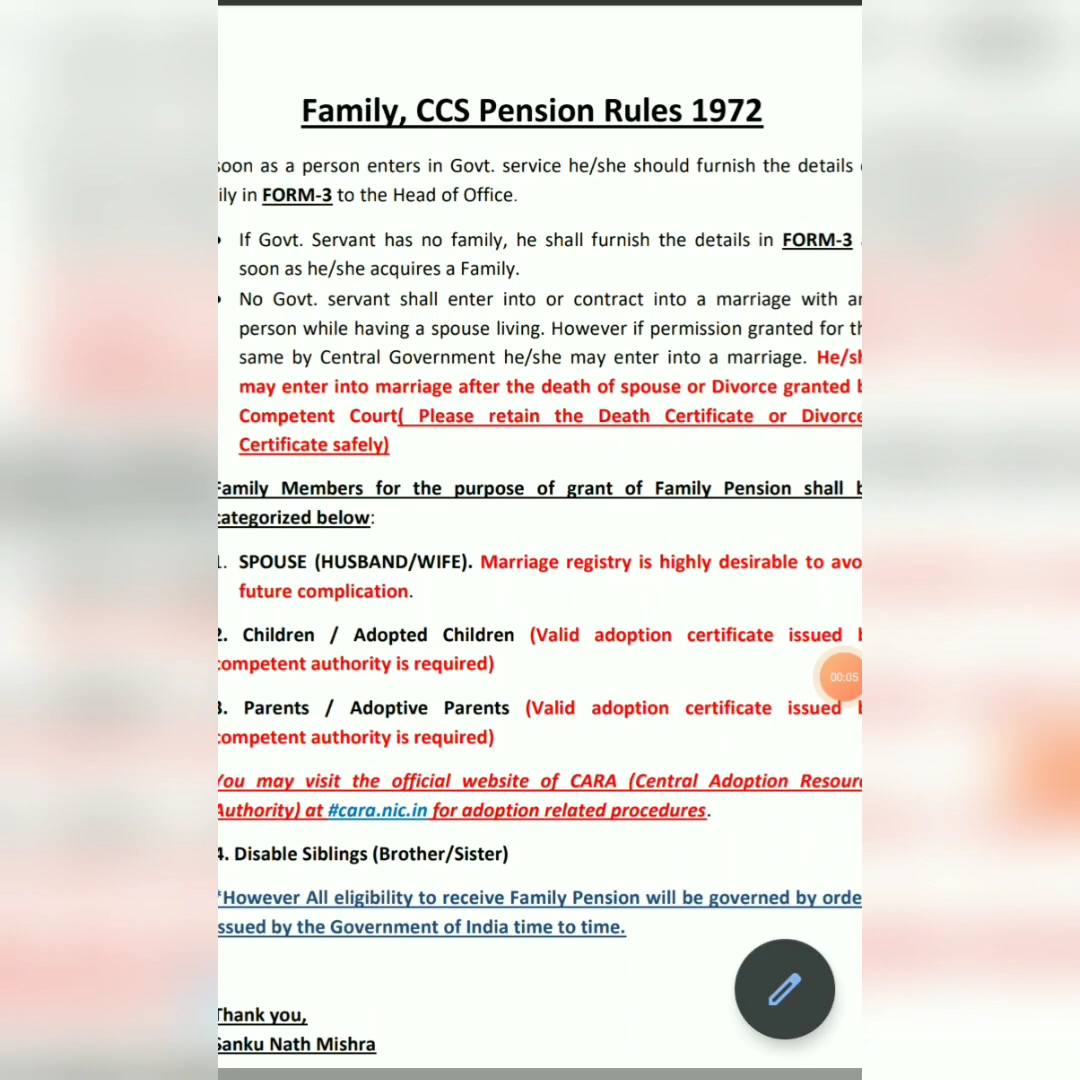 Family, CCS Pension Rules 1972
soon as a person enters in Govt. service he/she should furnish the details
ily in FORM-3 to the Head of Office.
• If Govt. Servant has no family, he shall furnish the details in FORM-3
soon as he/she acquires a Family.
• No Govt. servant shall enter into or contract into a marriage with an
person while having a spouse living. However if permission granted for th
same by Central Government he/she may enter into a marriage. He/sh
may enter into marriage after the death of spouse or Divorce granted b
Competent Court( Please retain the Death Certificate or Divorce
Certificate safely)
Family Members for the purpose of grant of Family Pension shall b
categorized below:
1. SPOUSE (HUSBAND/WIFE). Marriage registry is highly desirable to avo
future complication.
2. Children / Adopted Children (Valid adoption certificate issued b
competent authority is required)
00:05
3. Parents / Adoptive Parents (Valid adoption certificate issued b
competent authority is required)
You may visit the official website of CARA (Central Adoption Resour
Authority) at #cara.nic.in for adoption related procedures.
4. Disable Siblings (Brother/Sister)
*However All eligibility to receive Family Pension will be governed by orde
ssued by the Government of India time to time.
Thank you,
Sanku Nath Mishra